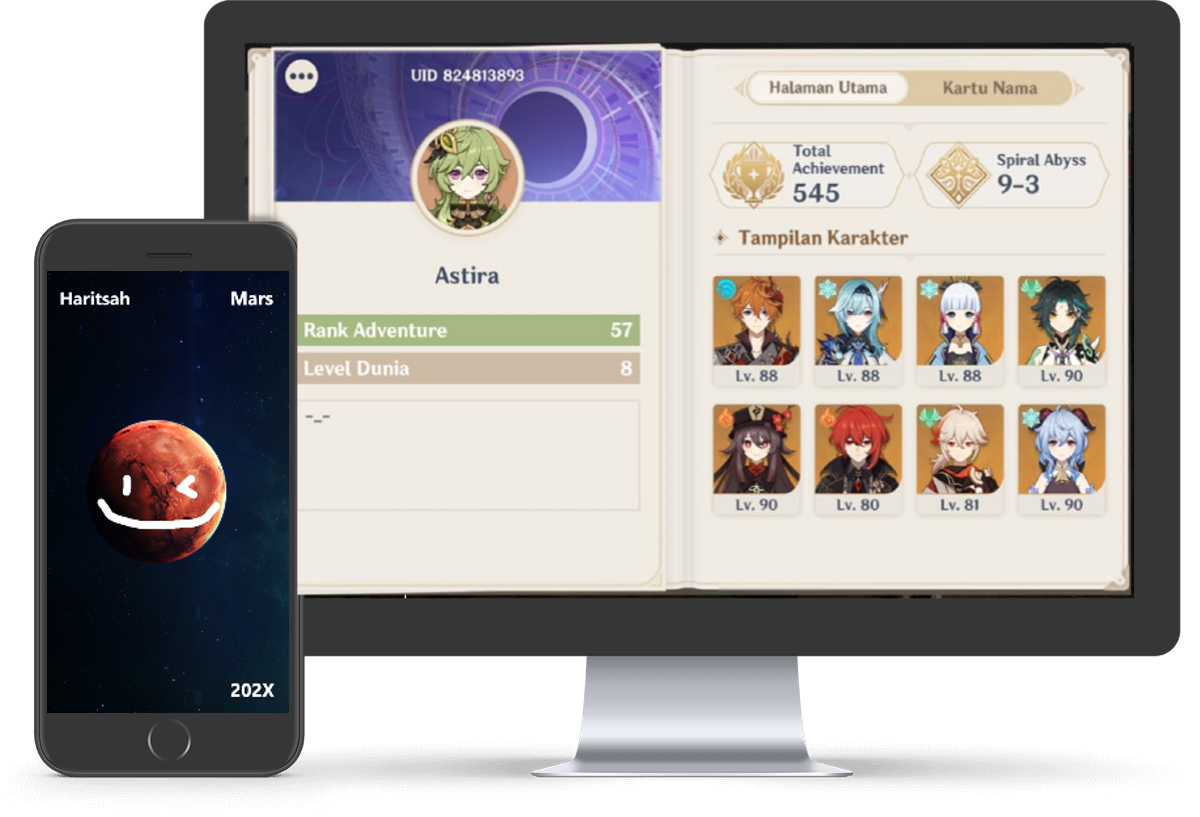 Haritsah
Mars
202X
UID 824813893
Astira
Rank Adventure 57
Level Dunia 8
-_-
Halaman Utama
Kartu Nama
Total
Achievement
545
Spiral Abyss
9-3
Tampilan Karakter
Lv. 88
Lv. 88
Lv. 88
Lv. 90
Lv. 90
Lv. 80
Lv. 81
Lv. 90